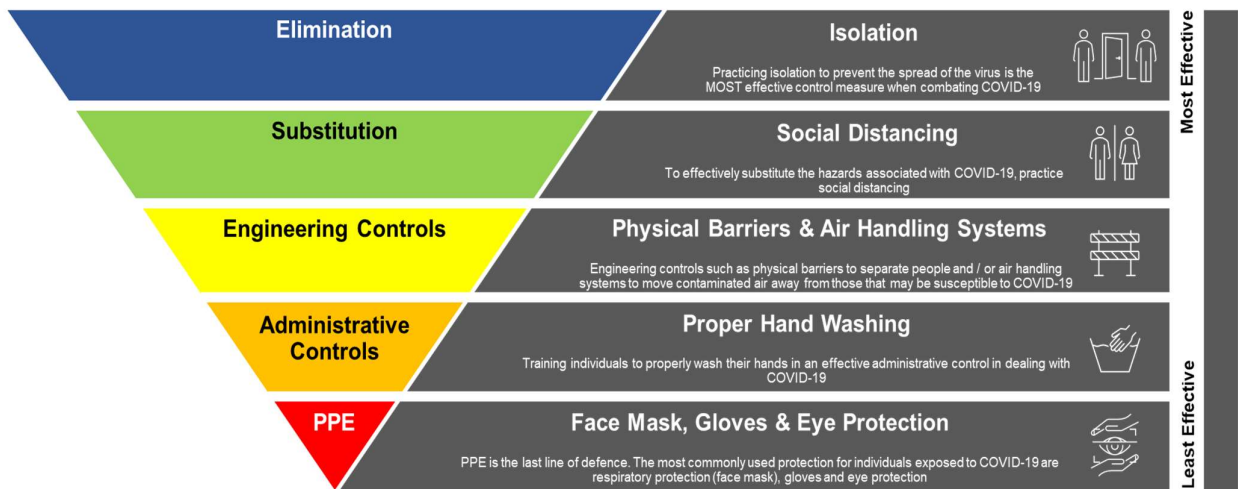 Elimination
Isolation
Practicing isolation to prevent the spread of the virus is the
MOST effective control measure when combating COVID-19
Most Effective
Substitution
Social Distancing
To effectively substitute the hazards associated with COVID-19, practice
social distancing
Engineering Controls
Physical Barriers & Air Handling Systems
Engineering controls such as physical barriers to separate people and / or air handling
systems to move contaminated air away from those that may be susceptible to COVID-19
Administrative
Controls
Proper Hand Washing
Training individuals to properly wash their hands in an effective administrative control in dealing with
COVID-19
PPE
Face Mask, Gloves & Eye Protection
PPE is the last line of defence. The most commonly used protection for individuals exposed to COVID-19 are
respiratory protection (face mask), gloves and eye protection
Least Effective